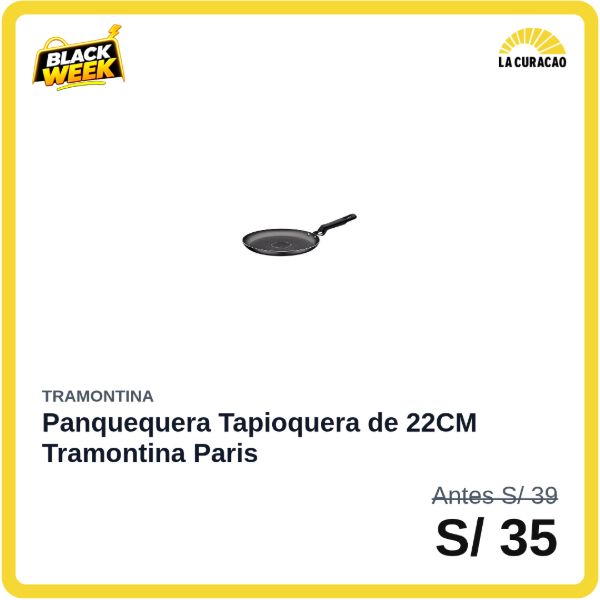 BLACK
WEEK
LA CURACAO
TRAMONTINA
Panquequera Tapioquera de 22CM
Tramontina Paris
Antes S/ 39
S/ 35